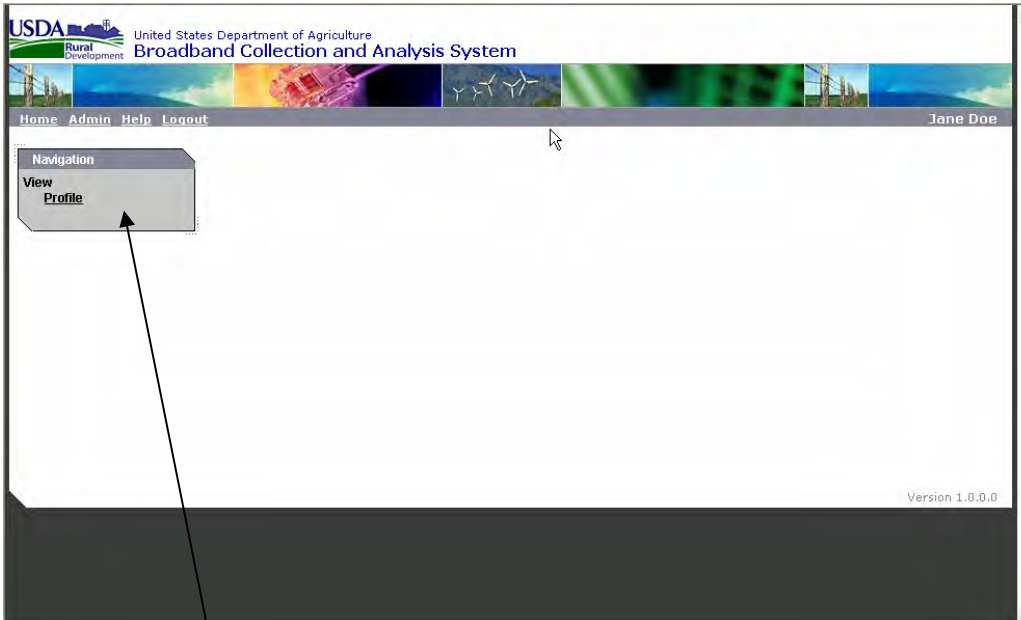 USDA
Rural
Development
United States Department of Agriculture
Broadband Collection and Analysis System
Home Admin Help Logout
Jane Doe
Navigation
View
Profile
Version 1.0.0.0